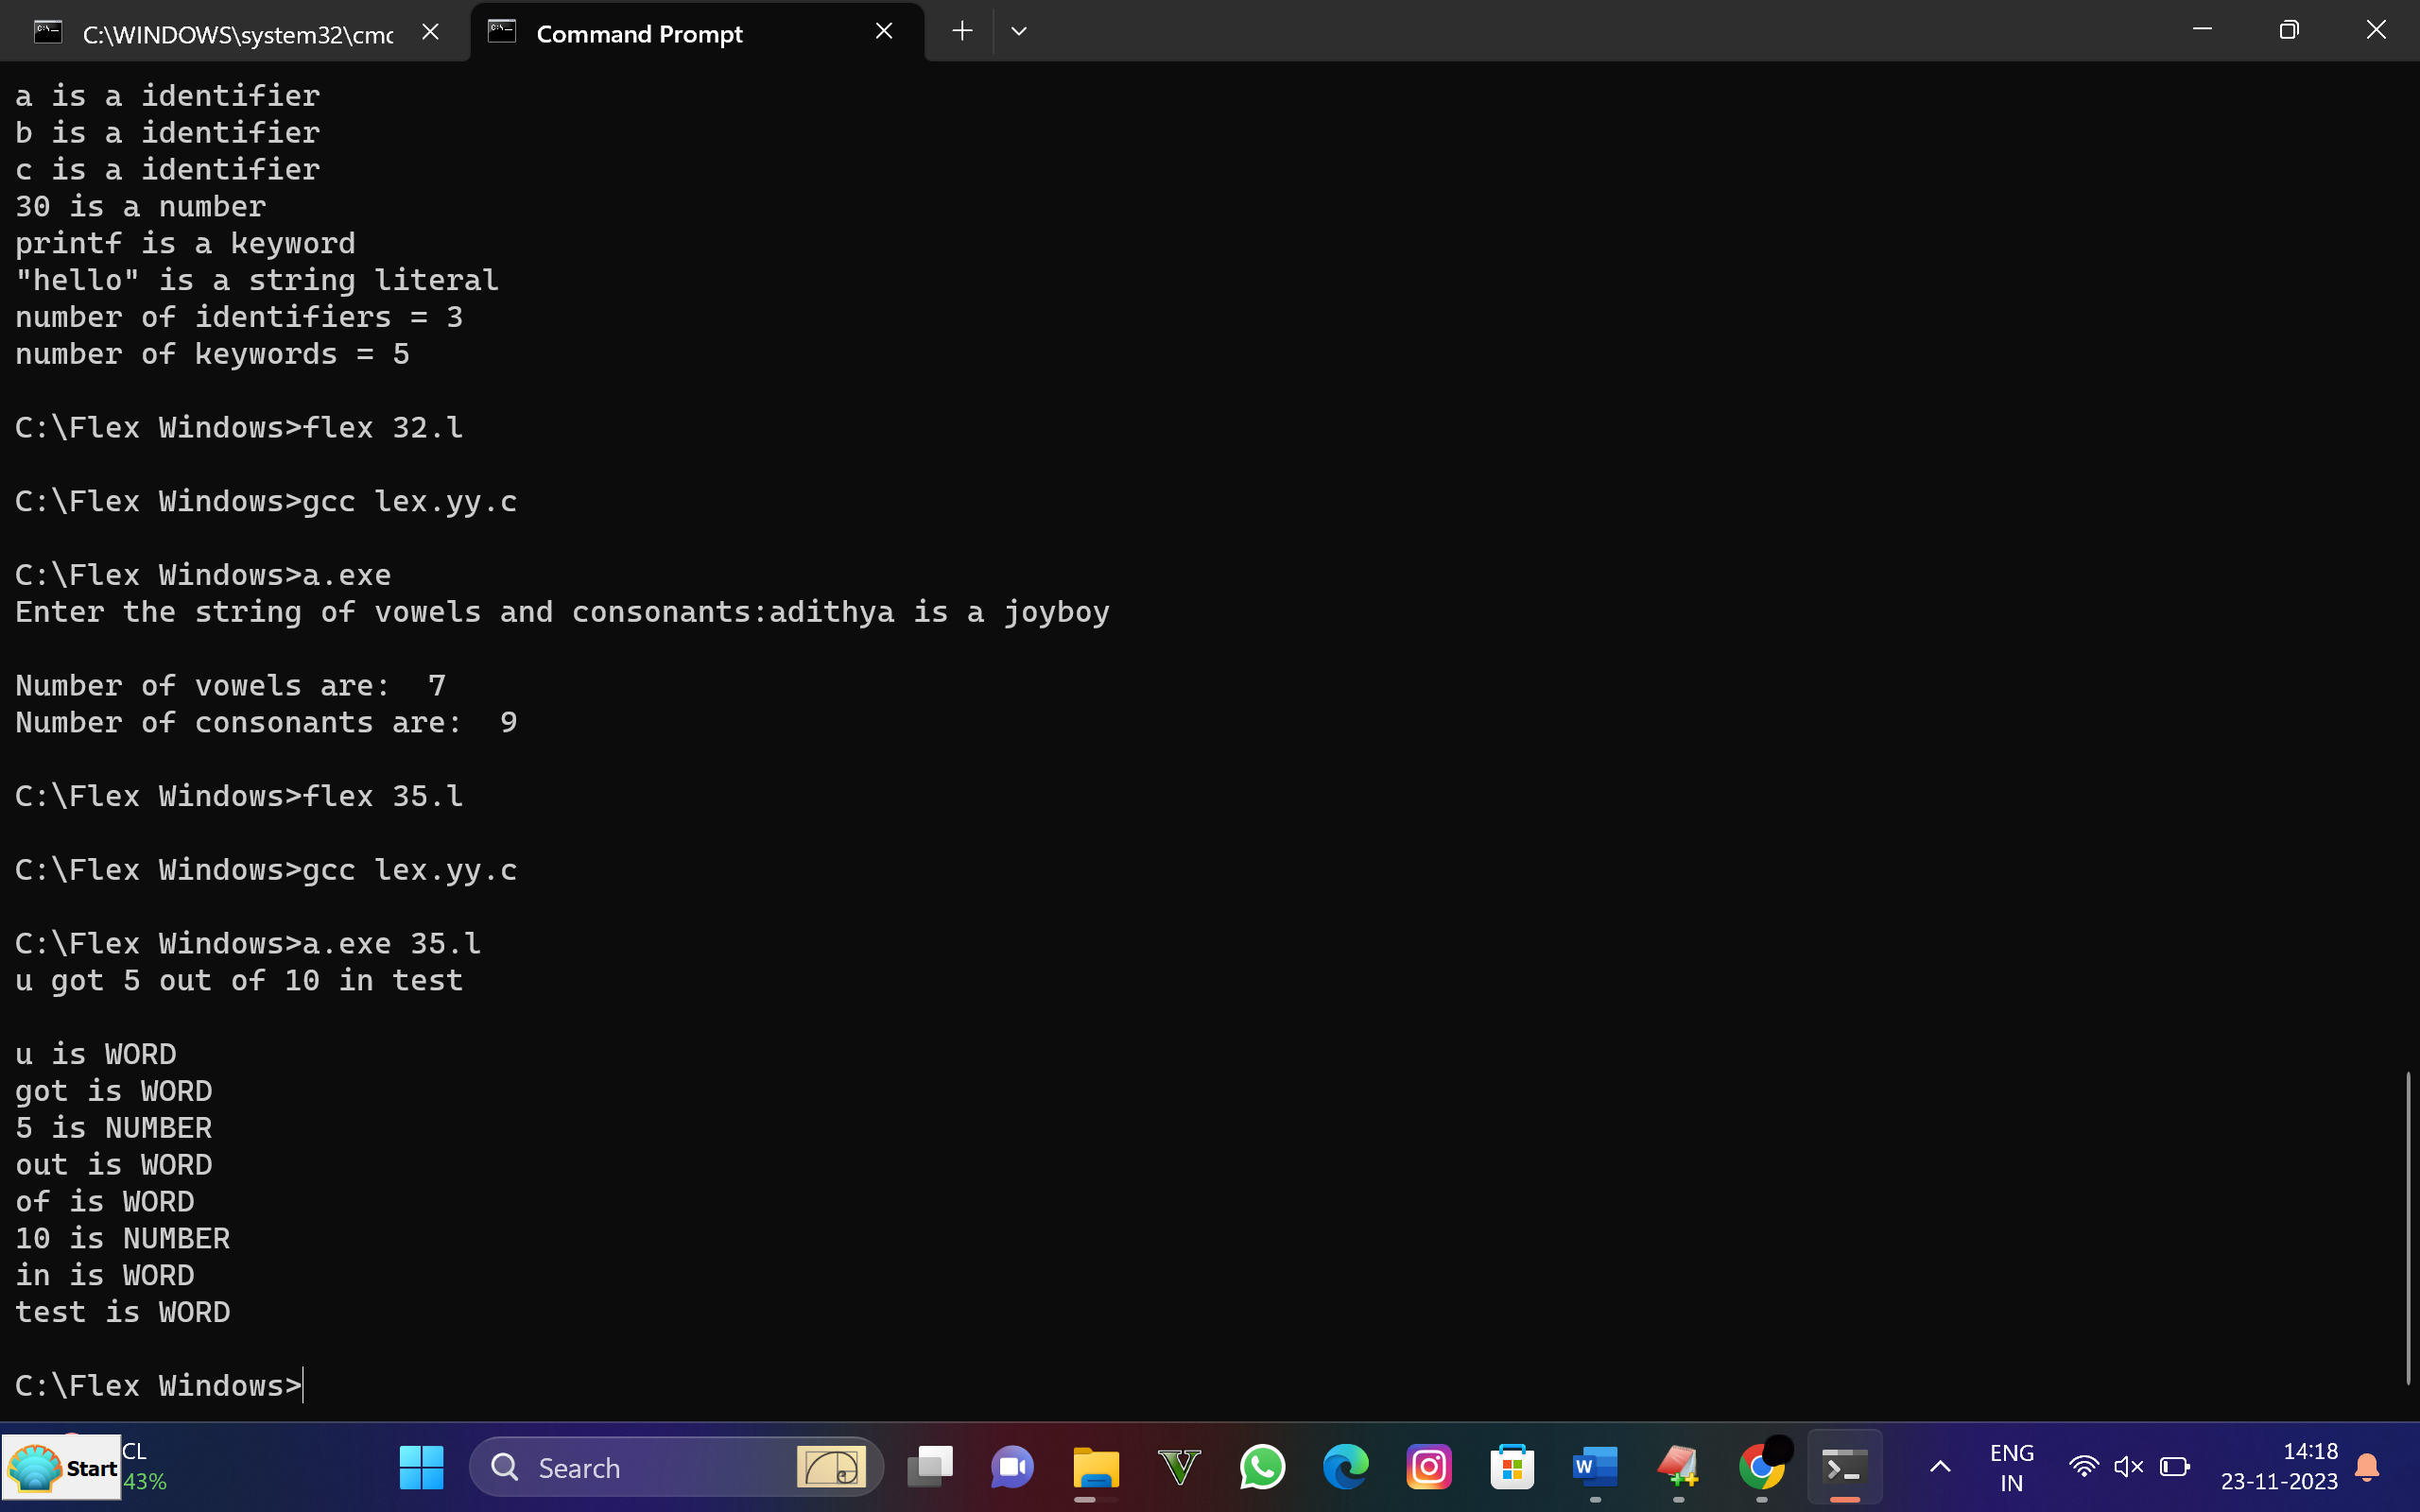 C:\WINDOWS\system32\cmc
Command Prompt
a is a identifier
b is a identifier
c is a identifier
30 is a number
printf is a keyword
"hello" is a string literal
number of identifiers = 3
number of keywords = 5
C:\Flex Windows>flex 32.l
C:\Flex Windows>gcc lex.yy.c
C:\Flex Windows>a.exe
Enter the string of vowels and consonants:adithya is a joyboy
Number of vowels are:  7
Number of consonants are:  9
C:\Flex Windows>flex 35.l
C:\Flex Windows>gcc lex.yy.c
C:\Flex Windows>a.exe 35.l
u got 5 out of 10 in test
u is WORD
got is WORD
5 is NUMBER
out is WORD
of is WORD
10 is NUMBER
in is WORD
test is WORD
C:\Flex Windows>
Start
CL
43%
Search
ENG
IN
14:18
23-11-2023